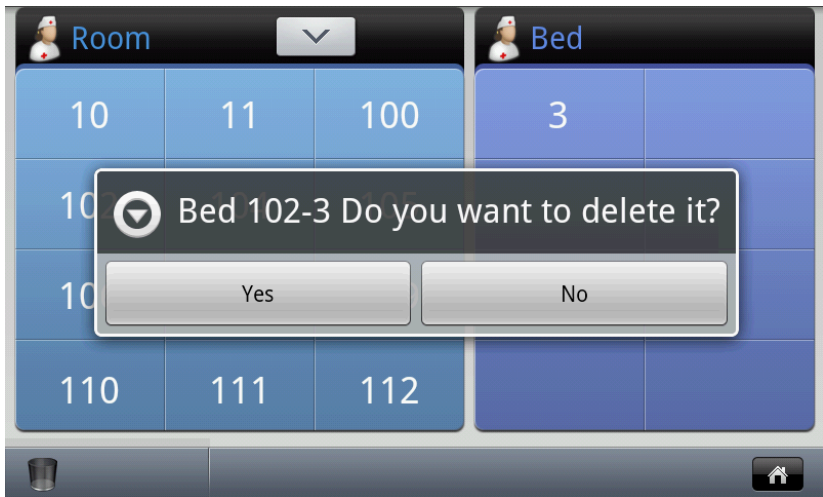 Room
Bed
10 11 100 3
Bed 102-3 Do you want to delete it?
Yes No
110 111 112